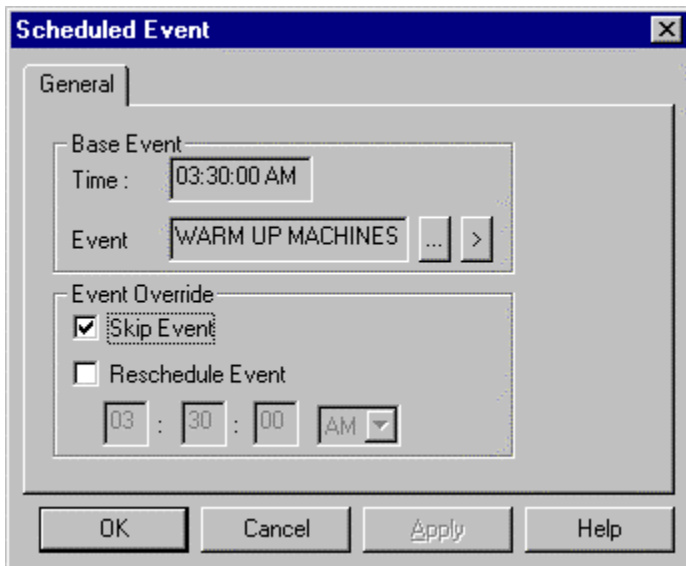 Scheduled Event
General
Base Event
Time : 03:30:00 AM
Event WARM UP MACHINES ... >
Event Override
Skip Event
Reschedule Event
03 : 30 : 00 AM
OK Cancel Apply Help